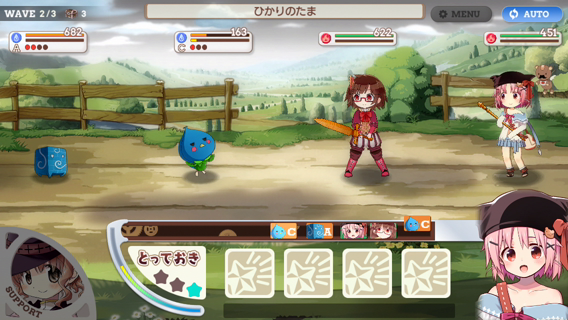 WAVE 2/3 3
ひかりのたま
MENU
AUTO
682
A
163
C
622
451
C A C
とっておき
SUPPORT